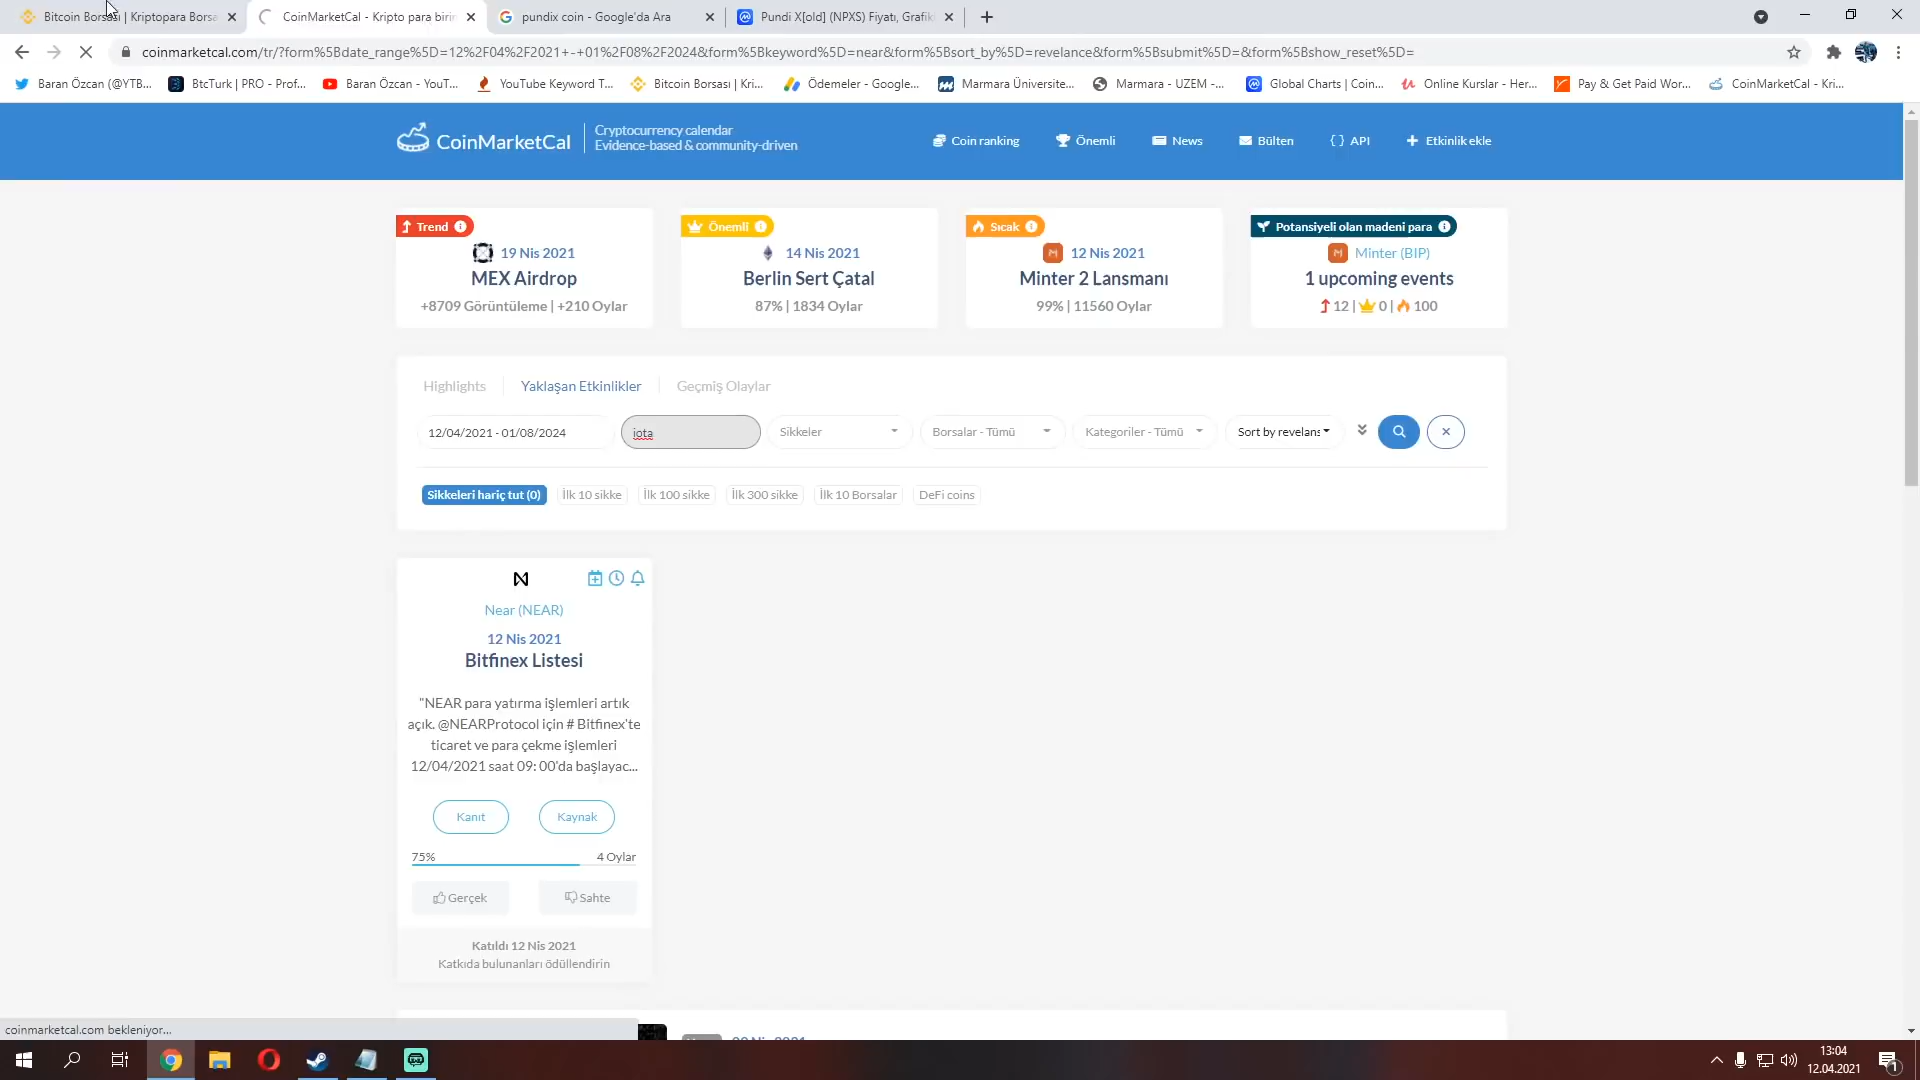 Bitcoin Borsası | Kriptopara Borsa
CoinMarketCal - Kripto para birin
pundix coin - Google'da Ara
Pundi X[old] (NPXS) Fiyatı, Grafik
coinmarketcal.com/tr/?form%5Bdate_range%5D=12%2F04%2F2021+-+01%2F08%2F2024&form%5Bkeyword%5D=near&form%5Bsort_by%5D=revelance&form%5Bsubmit%5D=&form%5Bshow_reset%5D=
Baran Özcan (@YTB...
BtcTurk | PRO - Prof...
Baran Özcan - YouT...
YouTube Keyword T...
Bitcoin Borsası | Kri...
Ödemeler - Google...
Marmara Üniversite...
Marmara - UZEM -...
Global Charts | Coin...
Online Kurslar - Her...
Pay & Get Paid Wor...
CoinMarketCal - Kri...
CoinMarketCal
Cryptocurrency calendar
Evidence-based & community-driven
Coin ranking
Önemli
News
Bülten
{ } API
Etkinlik ekle
Trend
19 Nis 2021
MEX Airdrop
+8709 Görüntüleme | +210 Oylar
Önemli
14 Nis 2021
Berlin Sert Çatal
87% | 1834 Oylar
Sıcak
12 Nis 2021
Minter 2 Lansmanı
99% | 11560 Oylar
Potansiyeli olan madeni para
Minter (BIP)
1 upcoming events
12 | 0 | 100
Highlights
Yaklaşan Etkinlikler
Geçmiş Olaylar
12/04/2021 - 01/08/2024
iota
Sikkeler
Borsalar - Tümü
Kategoriler - Tümü
Sort by revelans
Sikkeleri hariç tut (0)
İlk 10 sikke
İlk 100 sikke
İlk 300 sikke
İlk 10 Borsalar
DeFi coins
Near (NEAR)
12 Nis 2021
Bitfinex Listesi
"NEAR para yatırma işlemleri artık
açık. @NEARProtocol için # Bitfinex'te
ticaret ve para çekme işlemleri
12/04/2021 saat 09: 00'da başlayac...
Kanıt
Kaynak
75%
4 Oylar
Gerçek
Sahte
Katıldı 12 Nis 2021
Katkıda bulunanları ödüllendirin
coinmarketcal.com bekleniyor...
13:04
12.04.2021
1